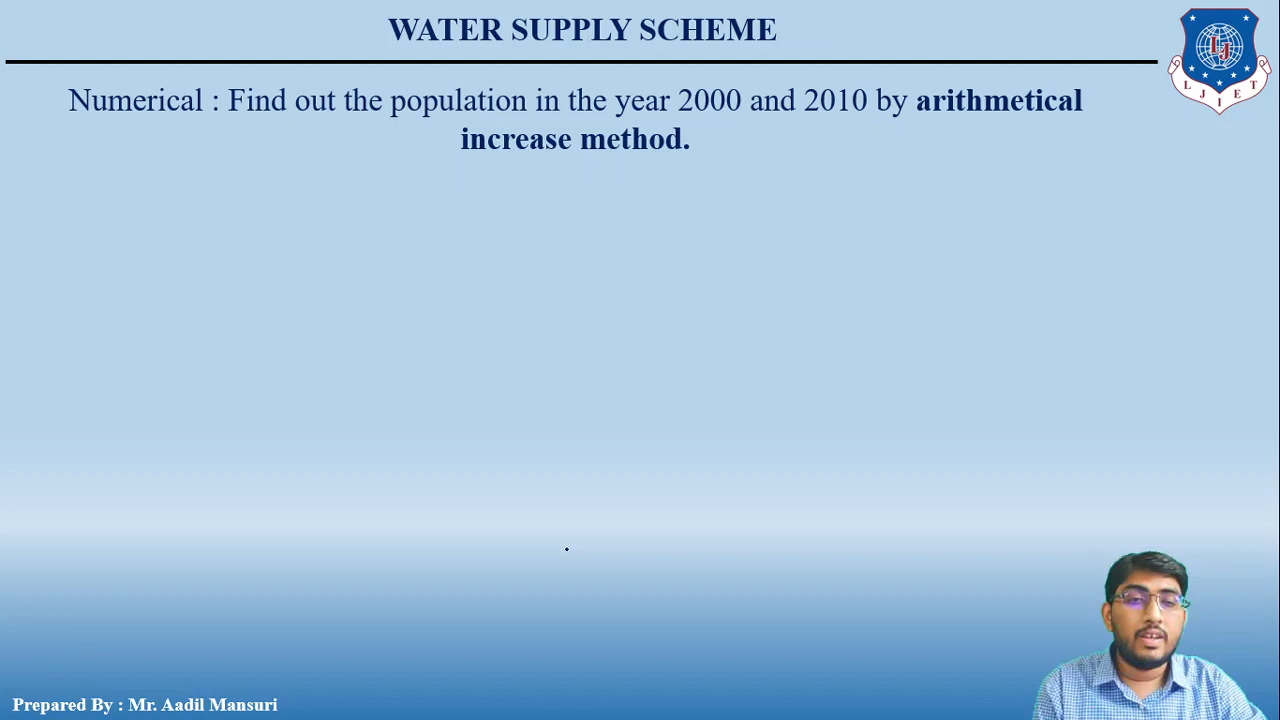 WATER SUPPLY SCHEME
LJ
L J I E T
Numerical : Find out the population in the year 2000 and 2010 by arithmetical
increase method.
Prepared By : Mr. Aadil Mansuri